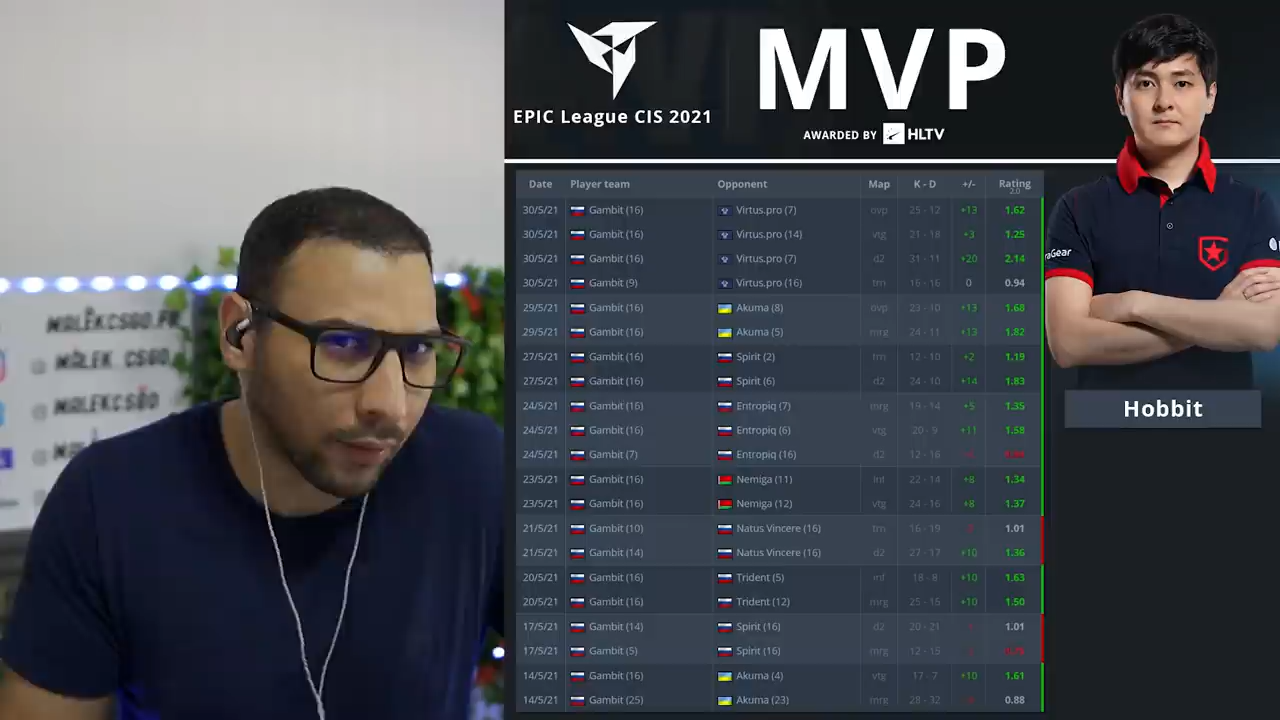 EPIC League CIS 2021
MVP
AWARDED BY HLTV
Date Player team Opponent Map K - D +/- Rating 2.0
30/5/21 Gambit (16) Virtus.pro (7) ovp 25 - 12 +13 1.62
30/5/21 Gambit (16) Virtus.pro (14) vtg 21 - 18 +3 1.25
30/5/21 Gambit (16) Virtus.pro (7) d2 31 - 11 +20 2.14
30/5/21 Gambit (9) Virtus.pro (16) trn 16 - 16 0 0.94
29/5/21 Gambit (16) Akuma (8) ovp 23 - 10 +13 1.68
29/5/21 Gambit (16) Akuma (5) mrg 24 - 11 +13 1.82
27/5/21 Gambit (16) Spirit (2) trn 12 - 10 +2 1.19
27/5/21 Gambit (16) Spirit (6) d2 24 - 10 +14 1.83
24/5/21 Gambit (16) Entropiq (7) mrg 19 - 14 +5 1.35
24/5/21 Gambit (16) Entropiq (6) vtg 20 - 9 +11 1.58
24/5/21 Gambit (7) Entropiq (16) d2 12 - 16
23/5/21 Gambit (16) Nemiga (11) inf 22 - 14 +8 1.34
23/5/21 Gambit (16) Nemiga (12) vtg 24 - 16 +8 1.37
21/5/21 Gambit (10) Natus Vincere (16) trn 16 - 19 1.01
21/5/21 Gambit (14) Natus Vincere (16) d2 27 - 17 +10 1.36
20/5/21 Gambit (16) Trident (5) inf 18 - 8 +10 1.63
20/5/21 Gambit (16) Trident (12) mrg 25 - 15 +10 1.50
17/5/21 Gambit (14) Spirit (16) d2 20 - 21 1.01
17/5/21 Gambit (5) Spirit (16) mrg 12 - 15
14/5/21 Gambit (16) Akuma (4) vtg 17 - 7 +10 1.61
14/5/21 Gambit (25) Akuma (23) mrg 28 - 32 0.88
Hobbit
MALEKCSGO.FR
MALEK.CSGO
MALEKCSGO